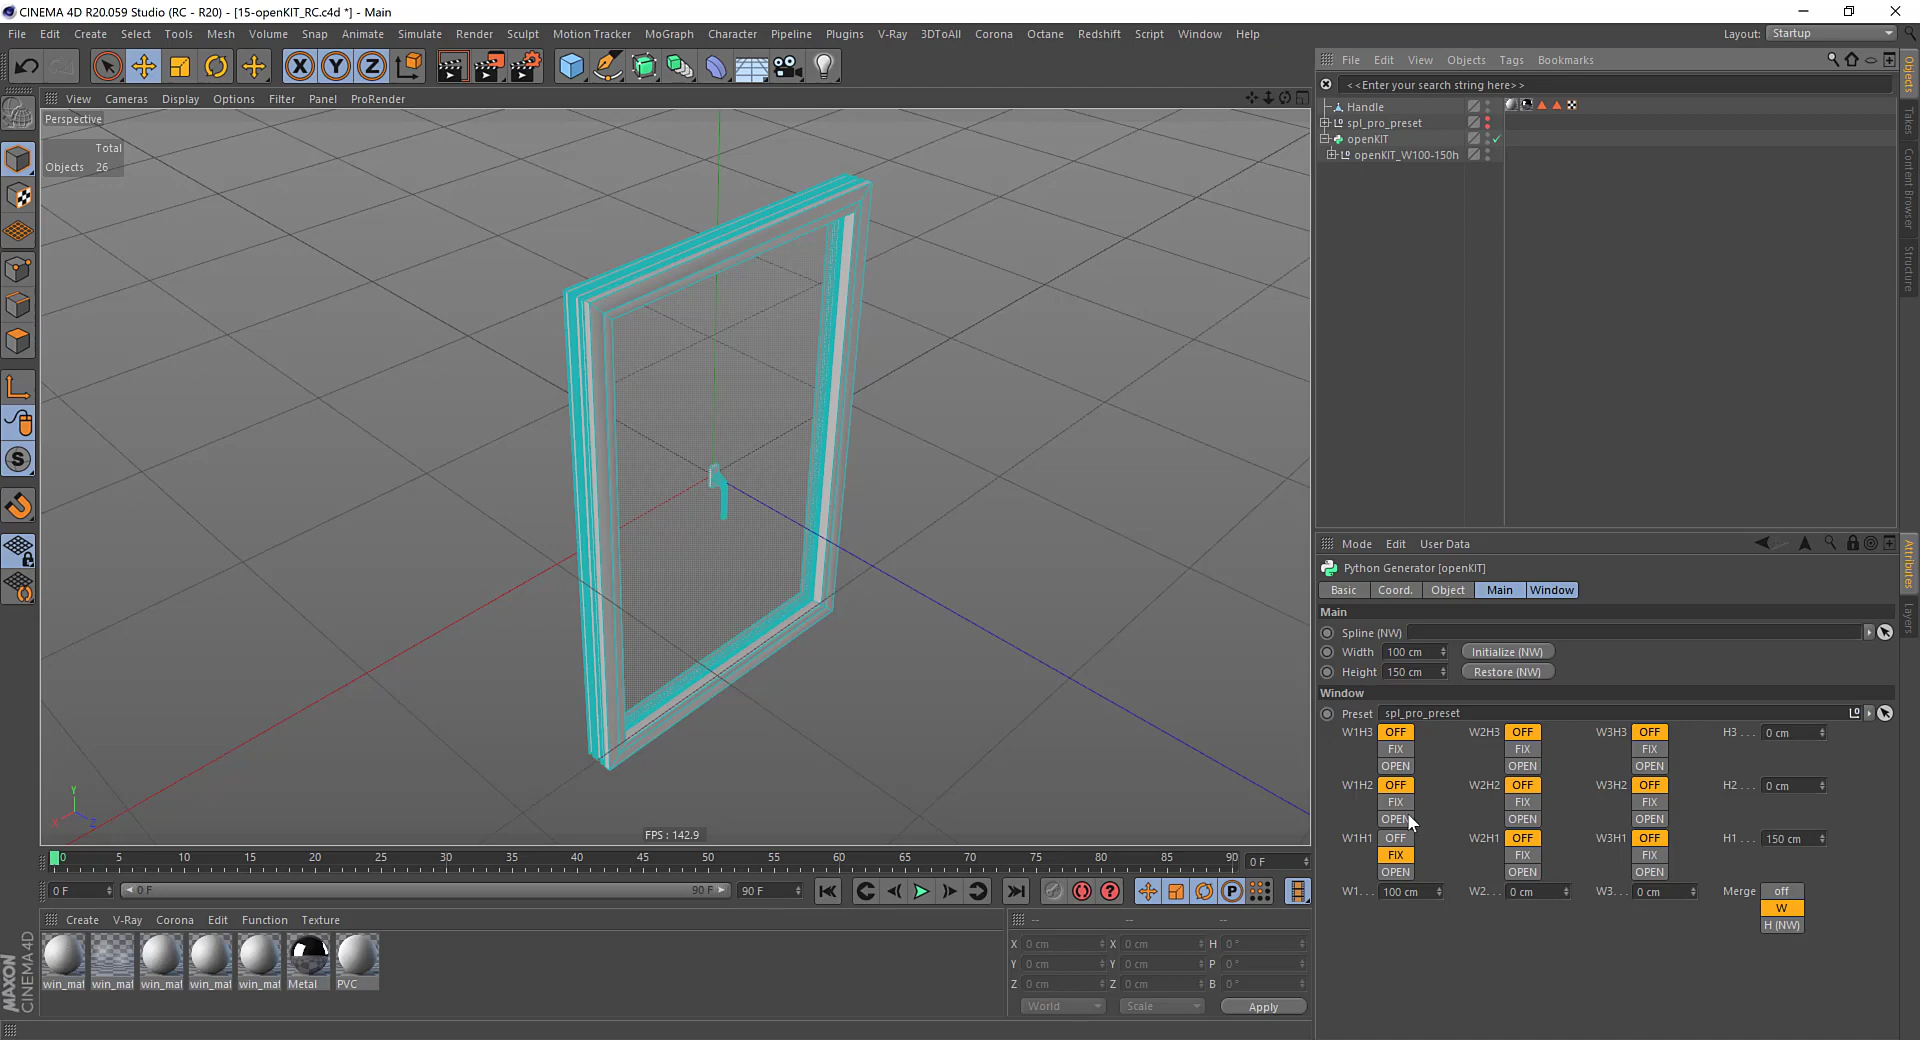 CINEMA 4D R20.059 Studio (RC - R20) - [15-openKIT_RC.c4d *] - Main
File Edit Create Select Tools Mesh Volume Snap Animate Simulate Render Sculpt Motion Tracker MoGraph Character Pipeline Plugins V-Ray 3DToAll Corona Octane Redshift Script Window Help Layout: Startup
X Y Z
File Edit View Objects Tags Bookmarks
<<Enter your search string here>>
Handle
spl_pro_preset
openKIT
openKIT_W100-150h
Objects
Takes
Content Browser
Structure
View Cameras Display Options Filter Panel ProRender
Perspective
Total
Objects 26
Y
X Z
FPS : 142.9
S
Mode Edit User Data
Python Generator [openKIT]
Basic Coord. Object Main Window
Main
Spline (NW)
Width 100 cm Initialize (NW)
Height 150 cm Restore (NW)
Window
Preset spl_pro_preset
W1H3 OFF W2H3 OFF W3H3 OFF H3 . . . 0 cm
FIX FIX FIX
OPEN OPEN OPEN
W1H2 OFF W2H2 OFF W3H2 OFF H2 . . . 0 cm
FIX FIX FIX
OPEN OPEN OPEN
W1H1 OFF W2H1 OFF W3H1 OFF H1 . . . 150 cm
FIX FIX FIX
OPEN OPEN OPEN
W1. . . 100 cm W2. . . 0 cm W3. . . 0 cm Merge off
W
H (NW)
Attributes
Layers
0 5 10 15 20 25 30 35 40 45 50 55 60 65 70 75 80 85 90 0 F
0 F 0 F 90 F 90 F
P
Create V-Ray Corona Edit Function Texture
win_mat win_mat win_mat win_mat win_mat Metal PVC
-- -- --
X 0 cm X 0 cm H 0 °
Y 0 cm Y 0 cm P 0 °
Z 0 cm Z 0 cm B 0 °
World Scale Apply
MAXON
CINEMA 4D